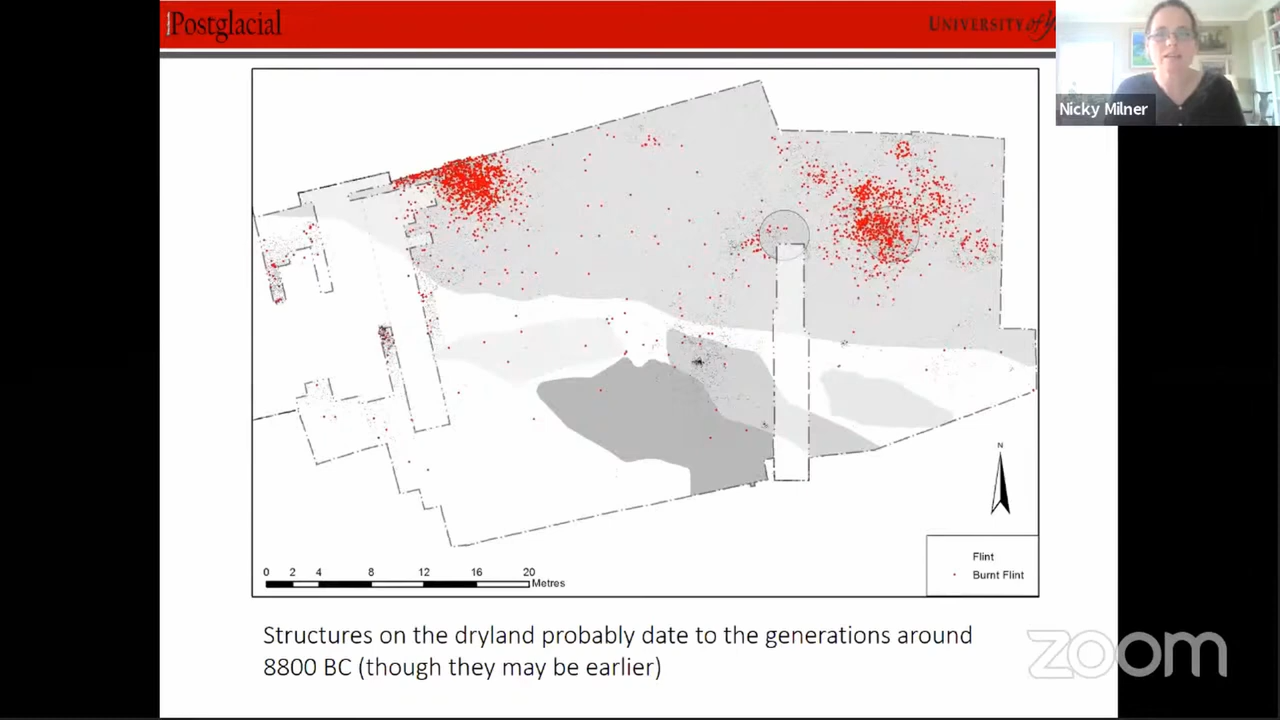 Postglacial
UNIVERSITY of
Nicky Milner
N
Flint
Burnt Flint
0 2 4 8 12 16 20
Metres
Structures on the dryland probably date to the generations around
8800 BC (though they may be earlier)
zoom